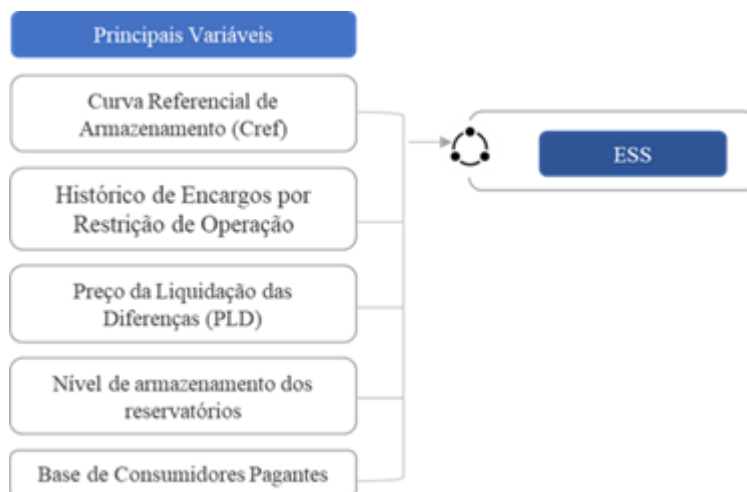 Principais Variáveis
Curva Referencial de
Armazenamento (Cref)
Histórico de Encargos por
Restrição de Operação
Preço da Liquidação das
Diferenças (PLD)
Nível de armazenamento dos
reservatórios
Base de Consumidores Pagantes
ESS